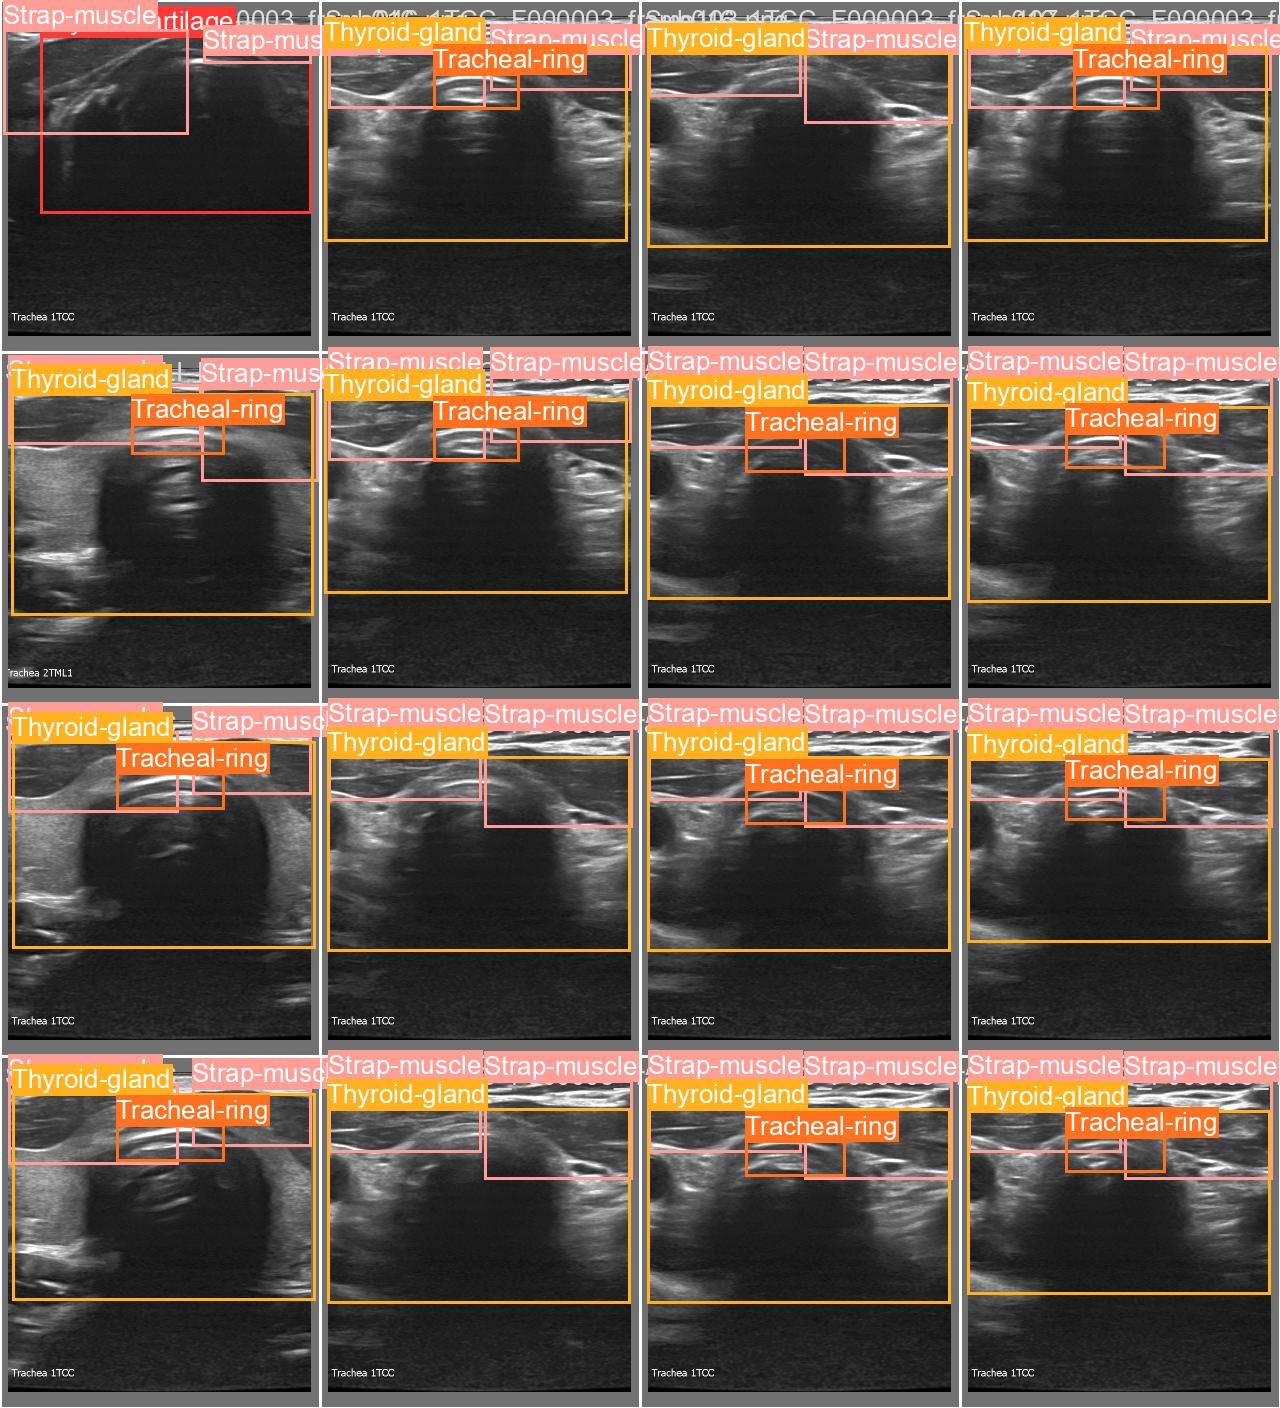 Strap-muscle
Strap-mus
Trachea 1TCC
Thyroid-gland
Strap-muscle
Tracheal-ring
Trachea 1TCC
Thyroid-gland
Strap-muscle
Trachea 1TCC
Thyroid-gland
Strap-muscle
Tracheal-ring
Trachea 1TCC
Thyroid-gland
Strap-mus
Tracheal-ring
Trachea 2TML1
Strap-muscle
Strap-muscle
Thyroid-gland
Tracheal-ring
Trachea 1TCC
Strap-muscle
Strap-muscle
Thyroid-gland
Tracheal-ring
Trachea 1TCC
Strap-muscle
Strap-muscle
Thyroid-gland
Tracheal-ring
Trachea 1TCC
Thyroid-gland
Strap-musc
Tracheal-ring
Trachea 1TCC
Strap-muscle
Strap-muscle
Thyroid-gland
Trachea 1TCC
Strap-muscle
Strap-muscle
Thyroid-gland
Tracheal-ring
Trachea 1TCC
Strap-muscle
Strap-muscle
Thyroid-gland
Tracheal-ring
Trachea 1TCC
Thyroid-gland
Strap-musc
Tracheal-ring
Trachea 1TCC
Strap-muscle
Strap-muscle
Thyroid-gland
Trachea 1TCC
Strap-muscle
Strap-muscle
Thyroid-gland
Tracheal-ring
Trachea 1TCC
Strap-muscle
Strap-muscle
Thyroid-gland
Tracheal-ring
Trachea 1TCC